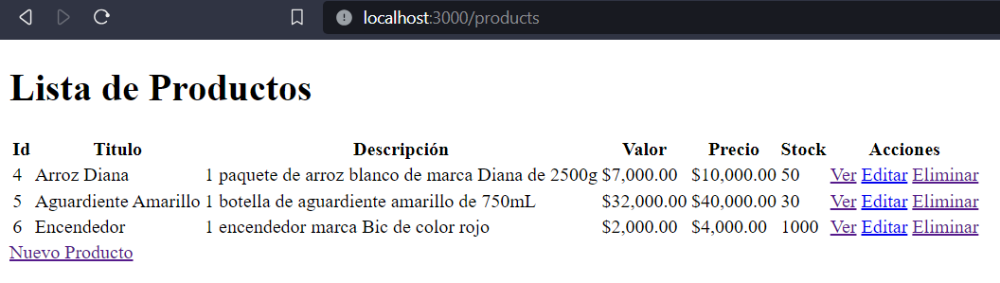 localhost:3000/products
Lista de Productos
Id Titulo Descripción Valor Precio Stock Acciones
4 Arroz Diana 1 paquete de arroz blanco de marca Diana de 2500g $7,000.00 $10,000.00 50 Ver Editar Eliminar
5 Aguardiente Amarillo 1 botella de aguardiente amarillo de 750mL $32,000.00 $40,000.00 30 Ver Editar Eliminar
6 Encendedor 1 encendedor marca Bic de color rojo $2,000.00 $4,000.00 1000 Ver Editar Eliminar
Nuevo Producto